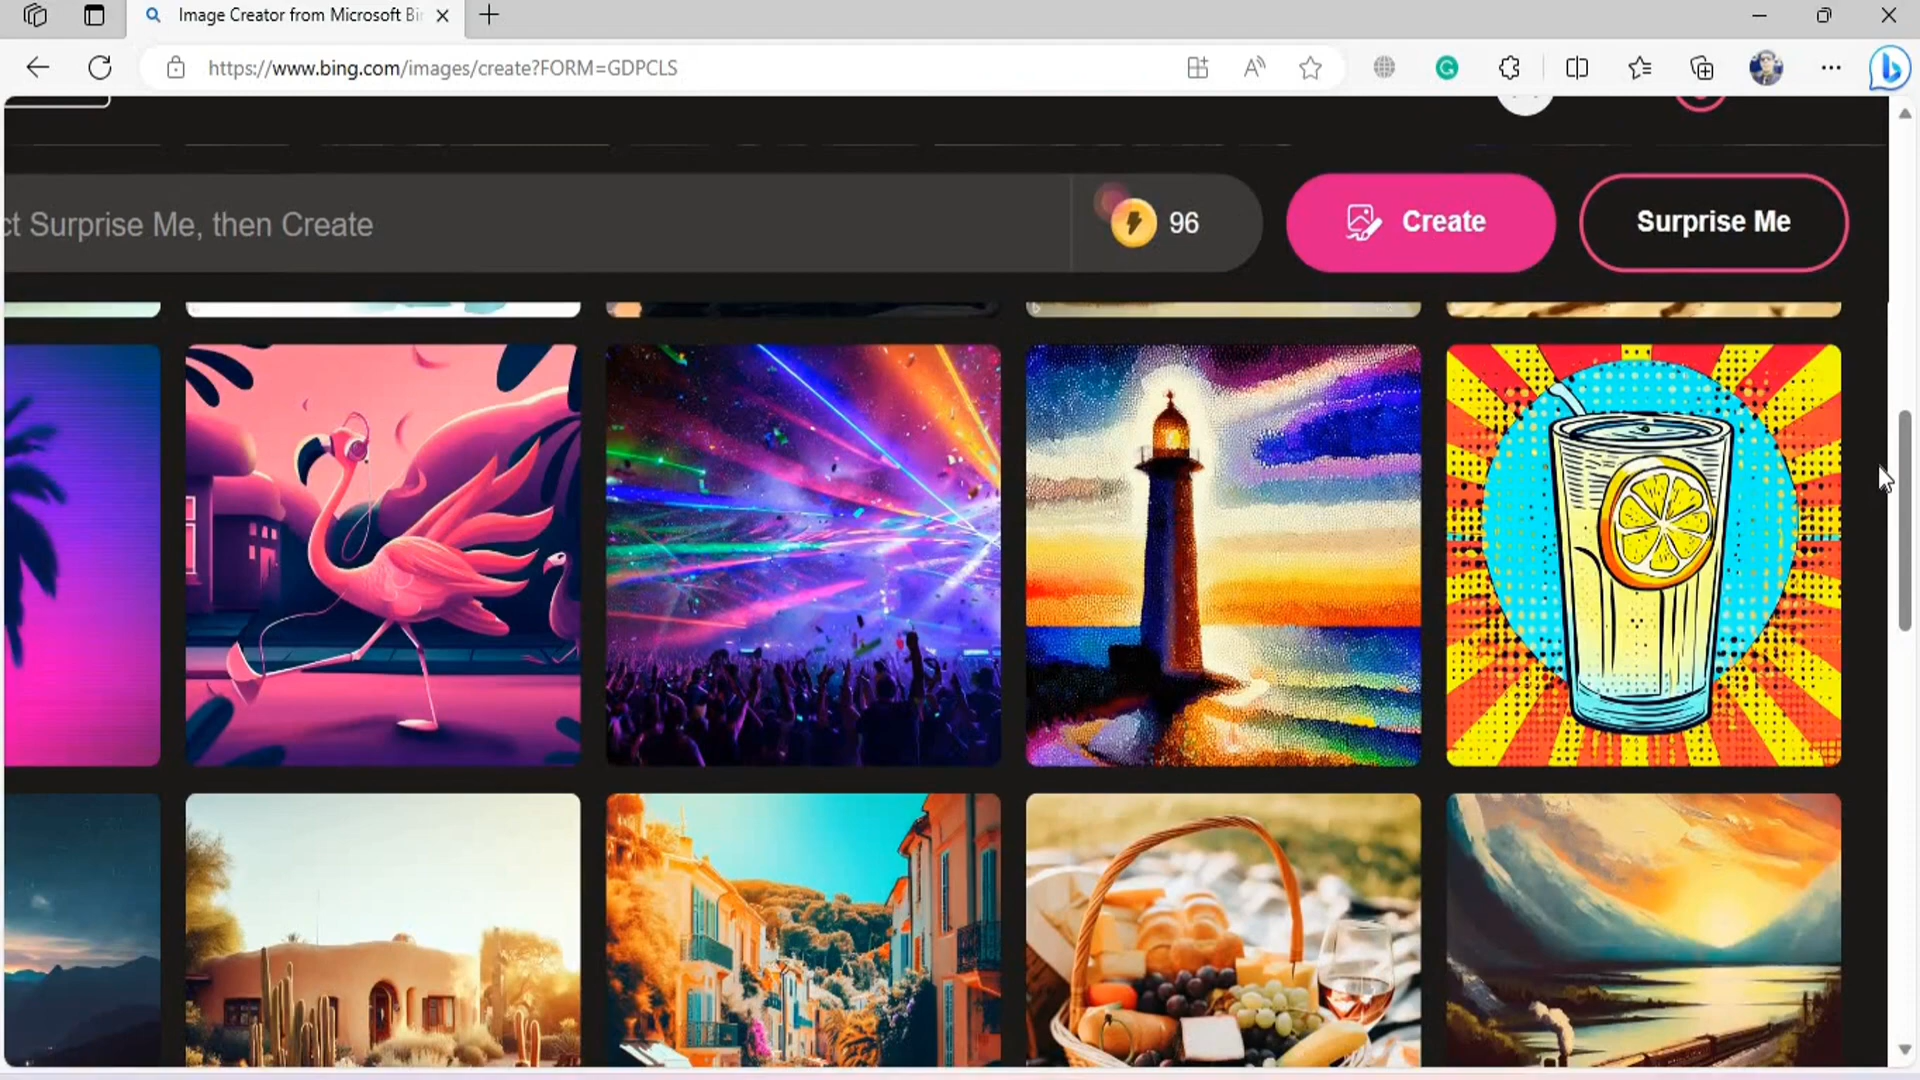 Image Creator from Microsoft Bi
https://www.bing.com/images/create?FORM=GDPCLS
ct Surprise Me, then Create
96
Create
Surprise Me